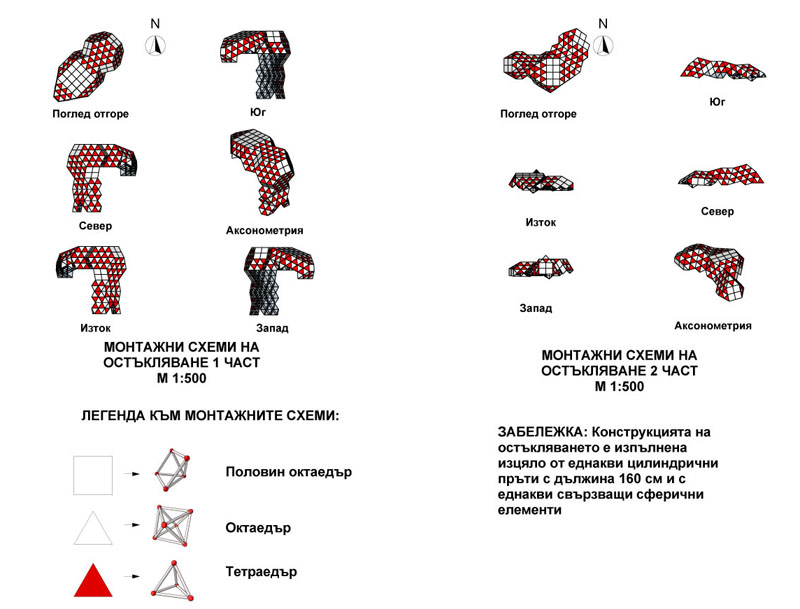 N
Поглед отгоре
Юг
Север
Аксонометрия
Изток
Запад
МОНТАЖНИ СХЕМИ НА
ОСТЪКЛЯВАНЕ 1 ЧАСТ
М 1:500
N
Поглед отгоре
Юг
Изток
Север
Запад
Аксонометрия
МОНТАЖНИ СХЕМИ НА
ОСТЪКЛЯВАНЕ 2 ЧАСТ
М 1:500
ЛЕГЕНДА КЪМ МОНТАЖНИТЕ СХЕМИ:
Половин октаедър
Октаедър
Тетраедър
ЗАБЕЛЕЖКА: Конструкцията на
остъкляването е изпълнена
изцяло от еднакви цилиндрични
пръти с дължина 160 см и с
еднакви свързващи сферични
елементи